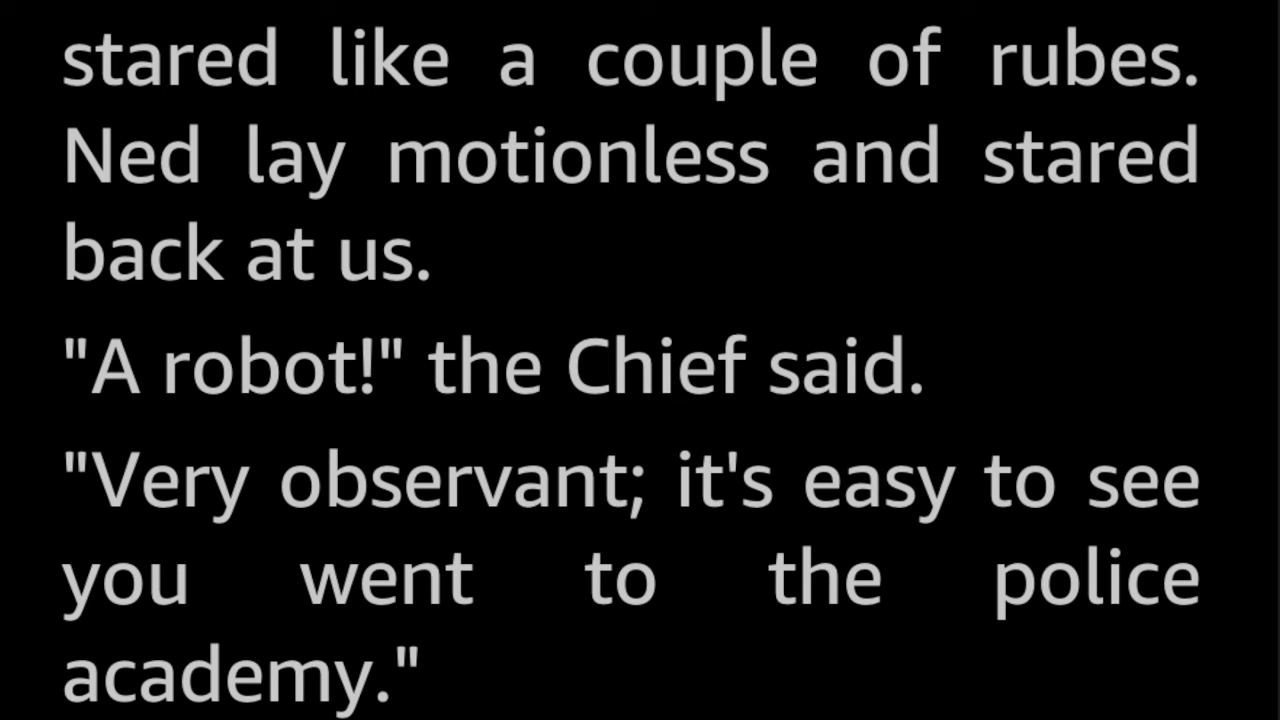 stared like a couple of rubes.
Ned lay motionless and stared
back at us.
"A robot!" the Chief said.
"Very observant; it's easy to see
you went to the police
academy."